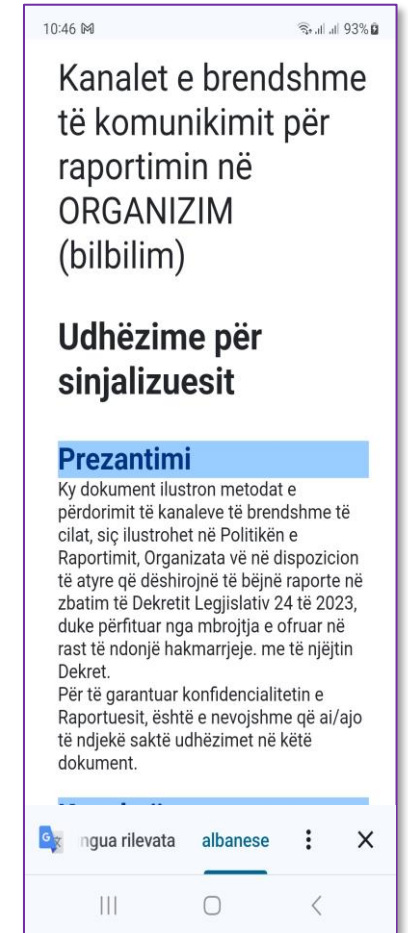 10:46 93%
Kanalet e brendshme
të komunikimit për
raportimin në
ORGANIZIM
(bilbilim)
Udhëzime për
sinjalizuesit
Prezantimi
Ky dokument ilustron metodat e
përdorimit të kanaleve të brendshme të
cilat, siç ilustrohet në Politikën e
Raportimit, Organizata vë në dispozicion
të atyre që dëshirojnë të bëjnë raporte në
zbatim të Dekretit Legjislativ 24 të 2023,
duke përfituar nga mbrojtja e ofruar në
rast të ndonjë hakmarrjeje. me të njëjtin
Dekret.
Për të garantuar konfidencialitetin e
Raportuesit, është e nevojshme që ai/ajo
të ndjekë saktë udhëzimet në këtë
dokument.
ngua rilevata albanese